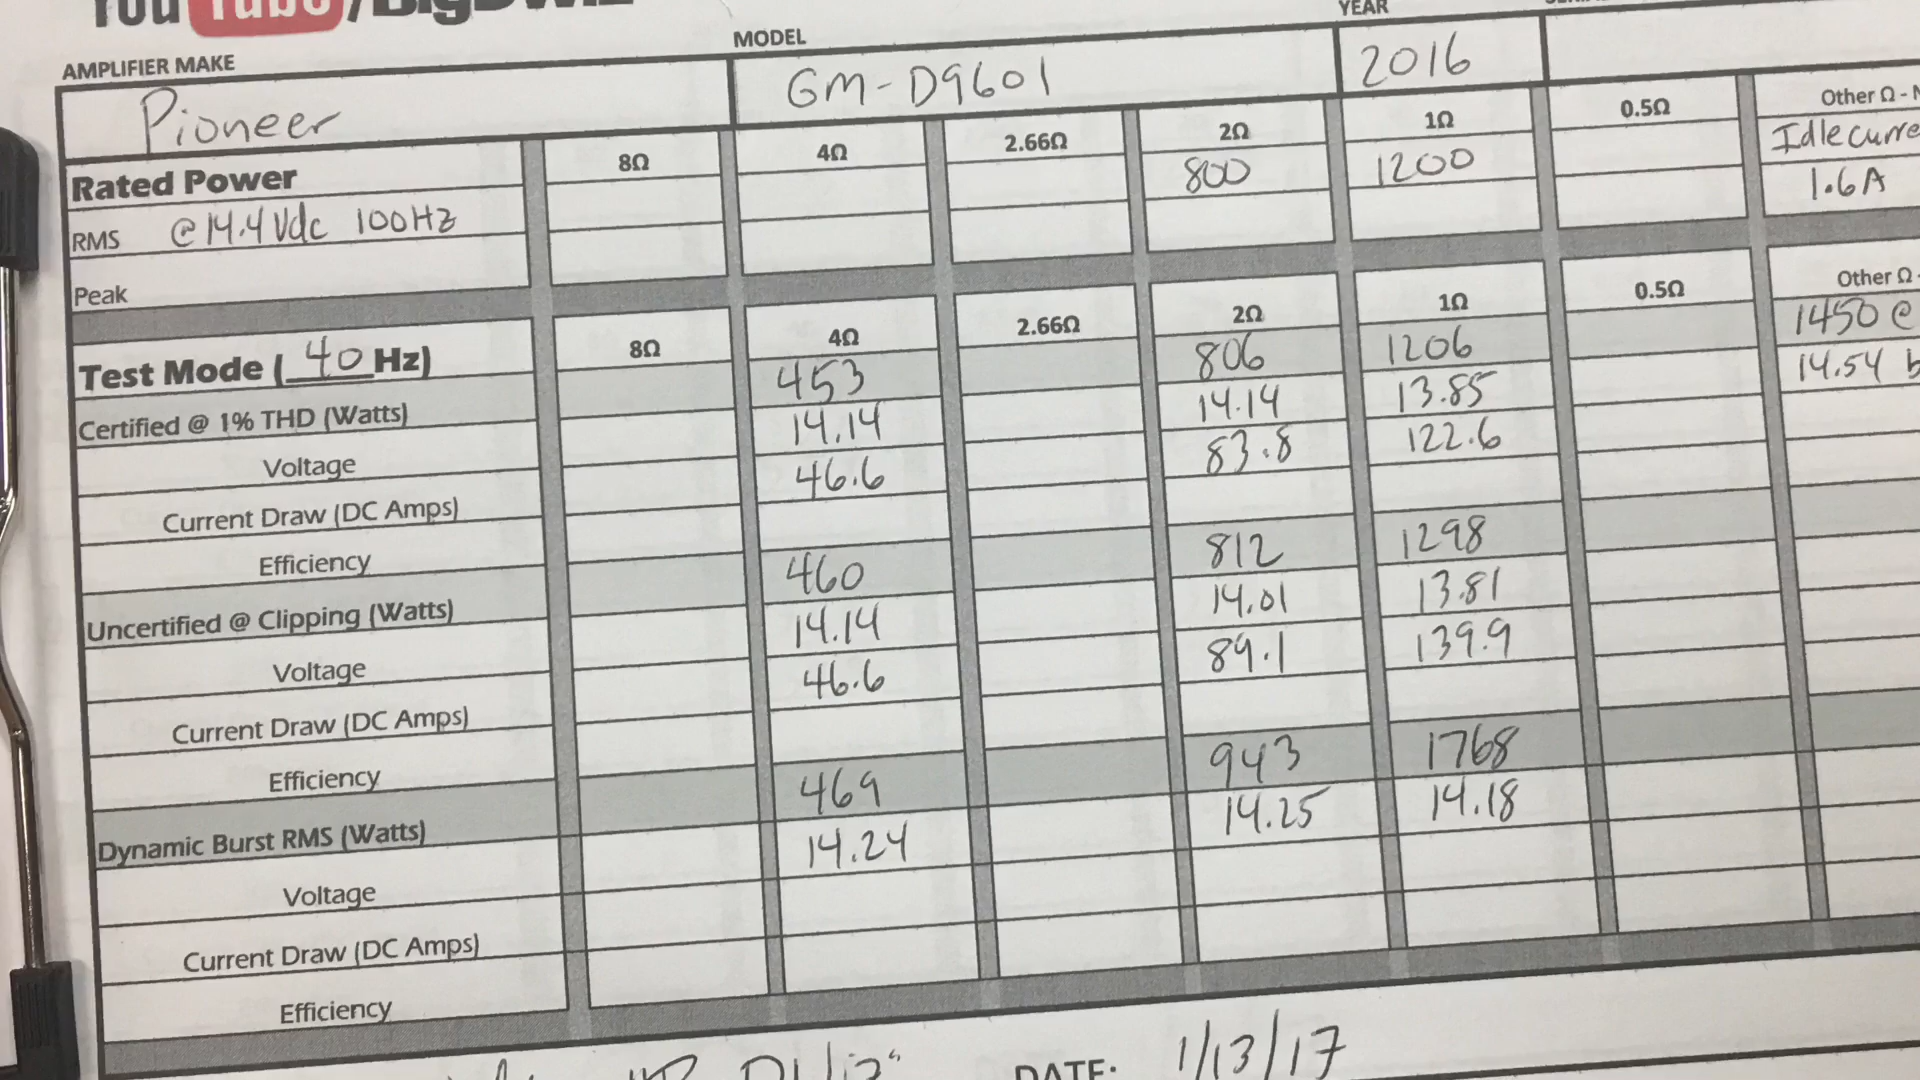 YouTube/BigDWiz
AMPLIFIER MAKE MODEL YEAR
Pioneer GM-D9601 2016
Rated Power 8Ω 4Ω 2.66Ω 2Ω 1Ω 0.5Ω Other Ω -
RMS @ 14.4 Vdc 100Hz 800 1200 Idle curre
1.6A
Peak
Test Mode (40 Hz) 8Ω 4Ω 2.66Ω 2Ω 1Ω 0.5Ω Other Ω -
Certified @ 1% THD (Watts) 453 806 1206 1450 @
Voltage 14.14 14.14 13.85 14.54
Current Draw (DC Amps) 46.6 83.8 122.6
Efficiency
Uncertified @ Clipping (Watts) 460 812 1298
Voltage 14.14 14.01 13.81
Current Draw (DC Amps) 46.6 89.1 139.9
Efficiency
Dynamic Burst RMS (Watts) 469 943 1768
Voltage 14.24 14.25 14.18
Current Draw (DC Amps)
Efficiency
DATE: 1/13/17